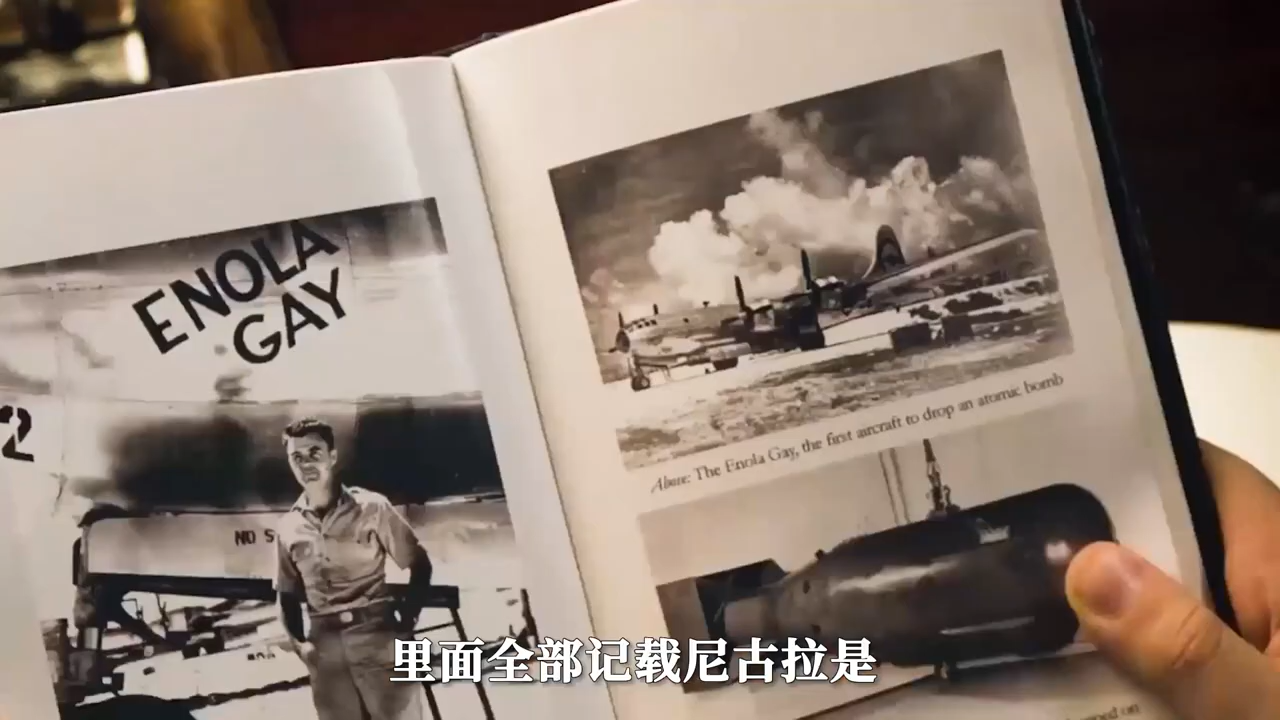 ENOLA
GAY
2
NO S
Above: The Enola Gay, the first aircraft to drop an atomic bomb
on
里面全部记载尼古拉是